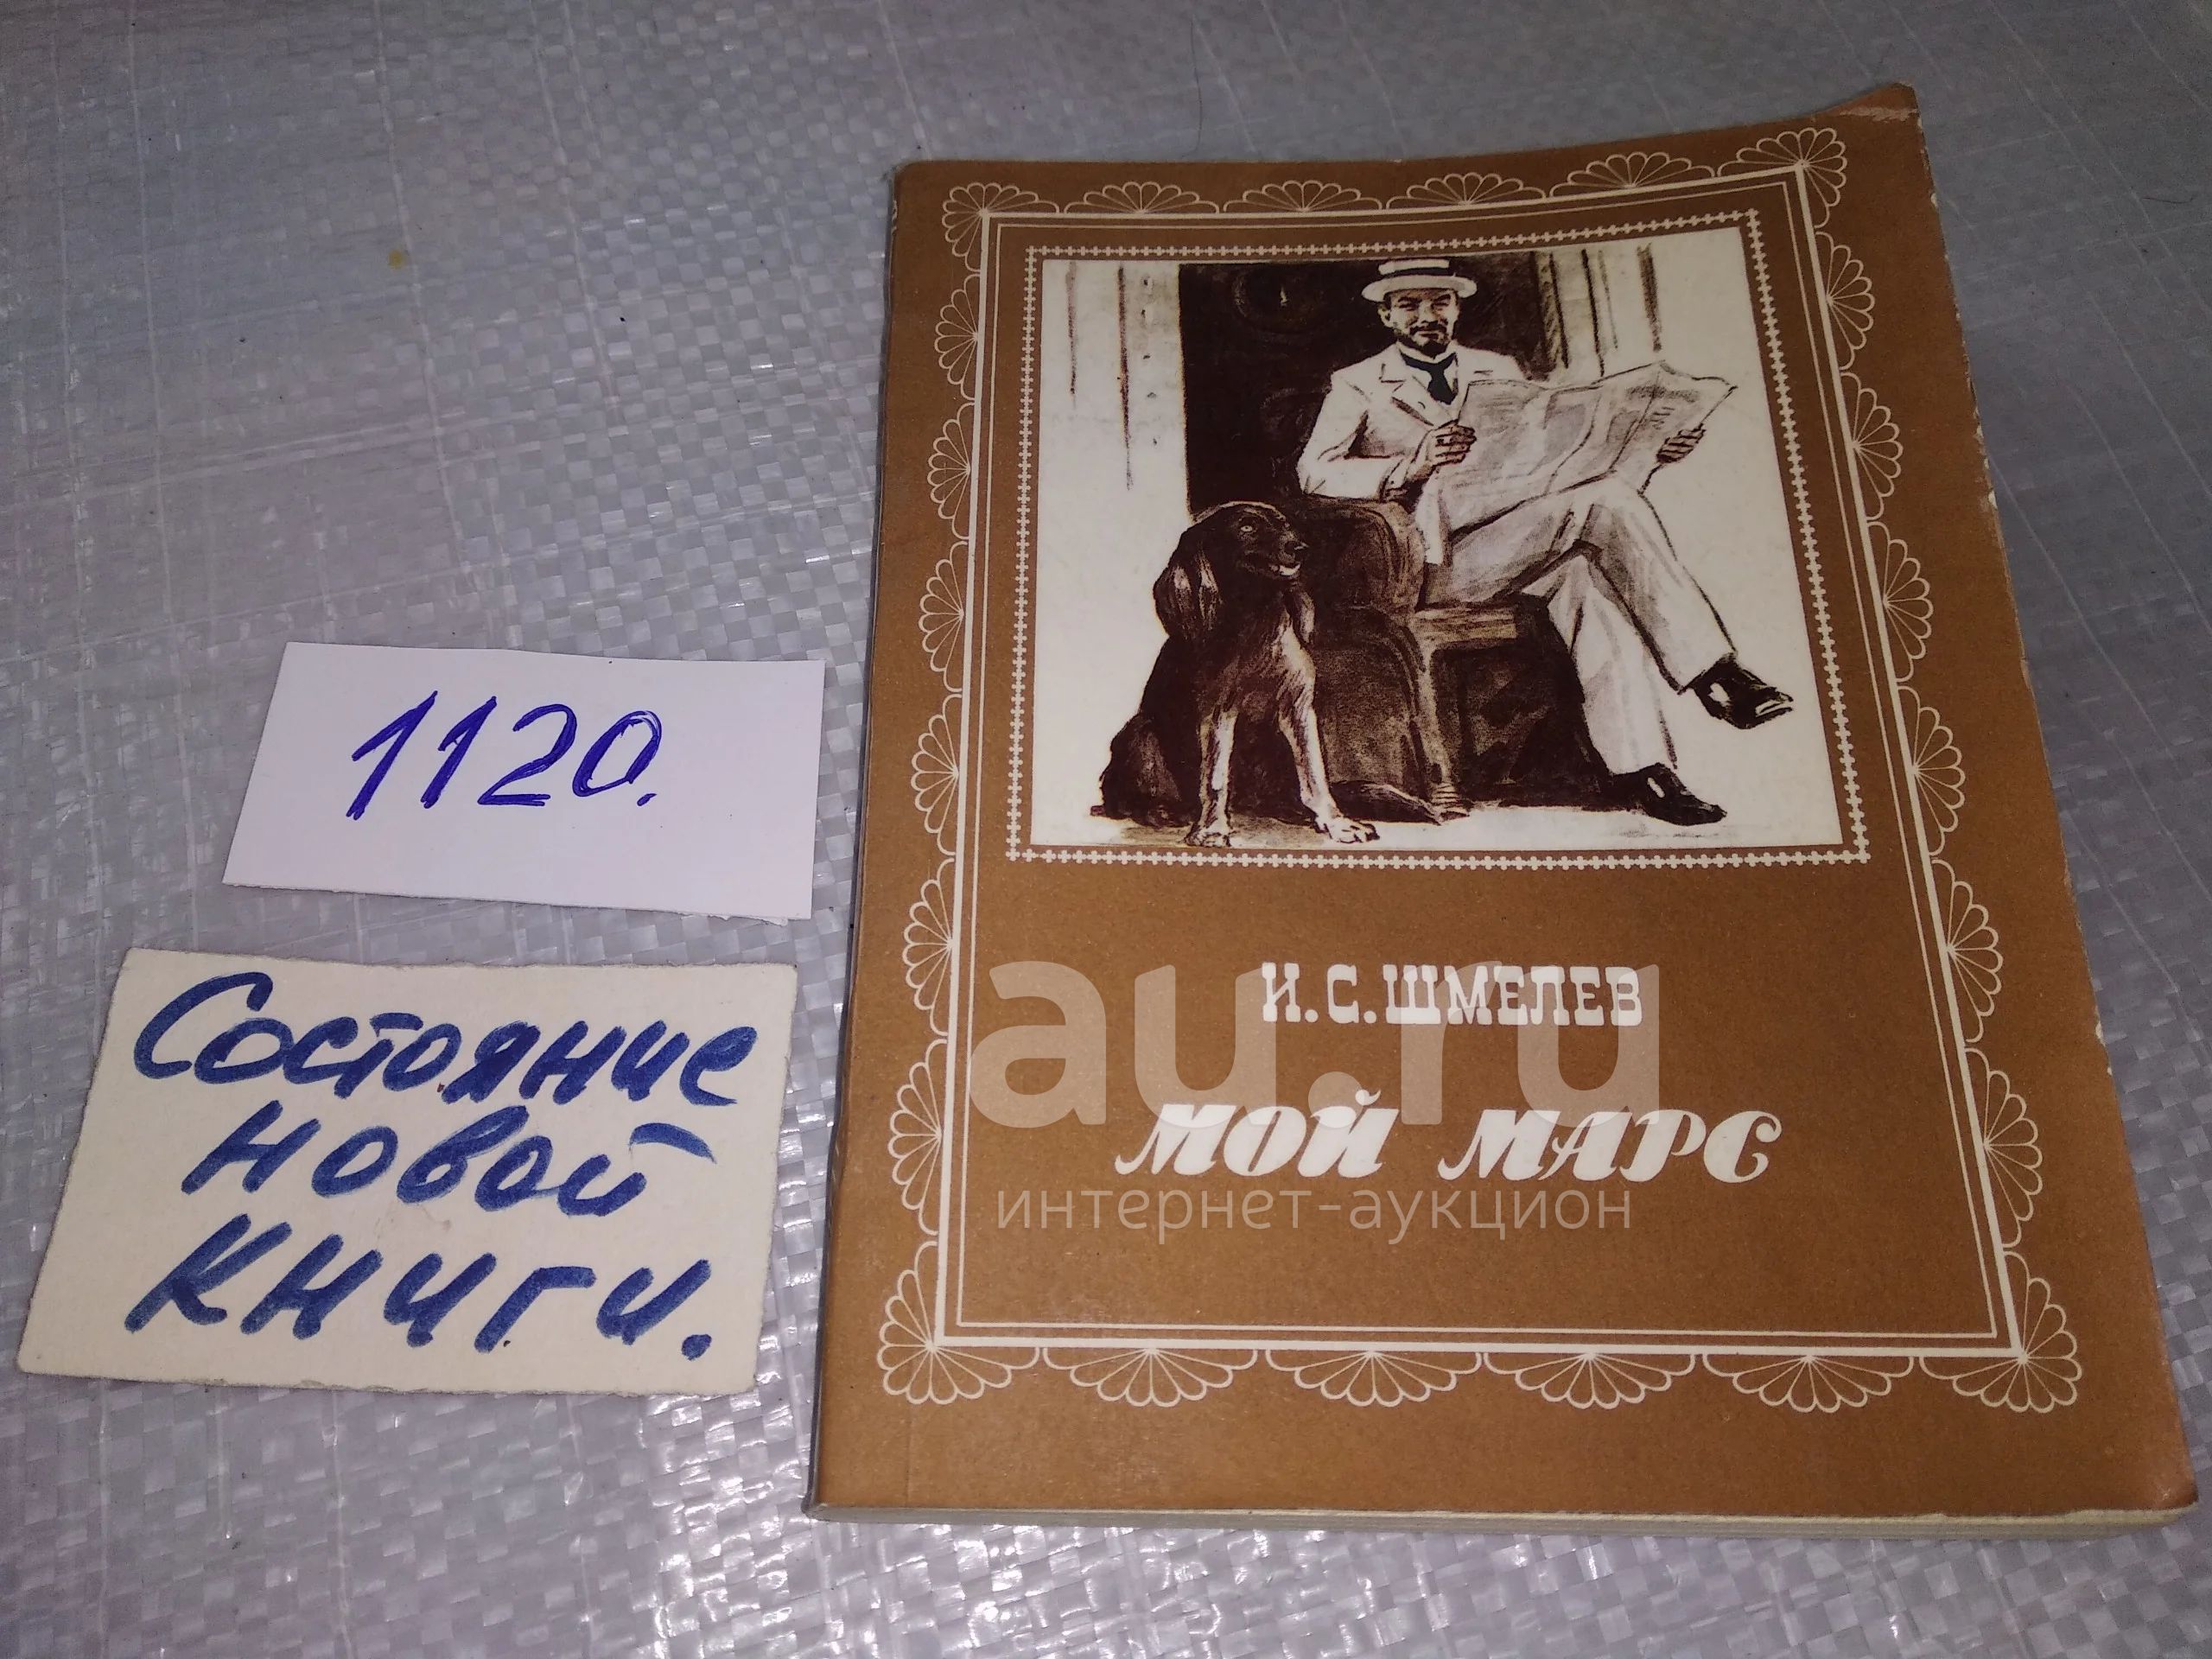 1120.
Состояние
новой
книги.
И.С.ШМЕЛЕВ
au.ru
МОЙ МАРС
интернет-аукцион